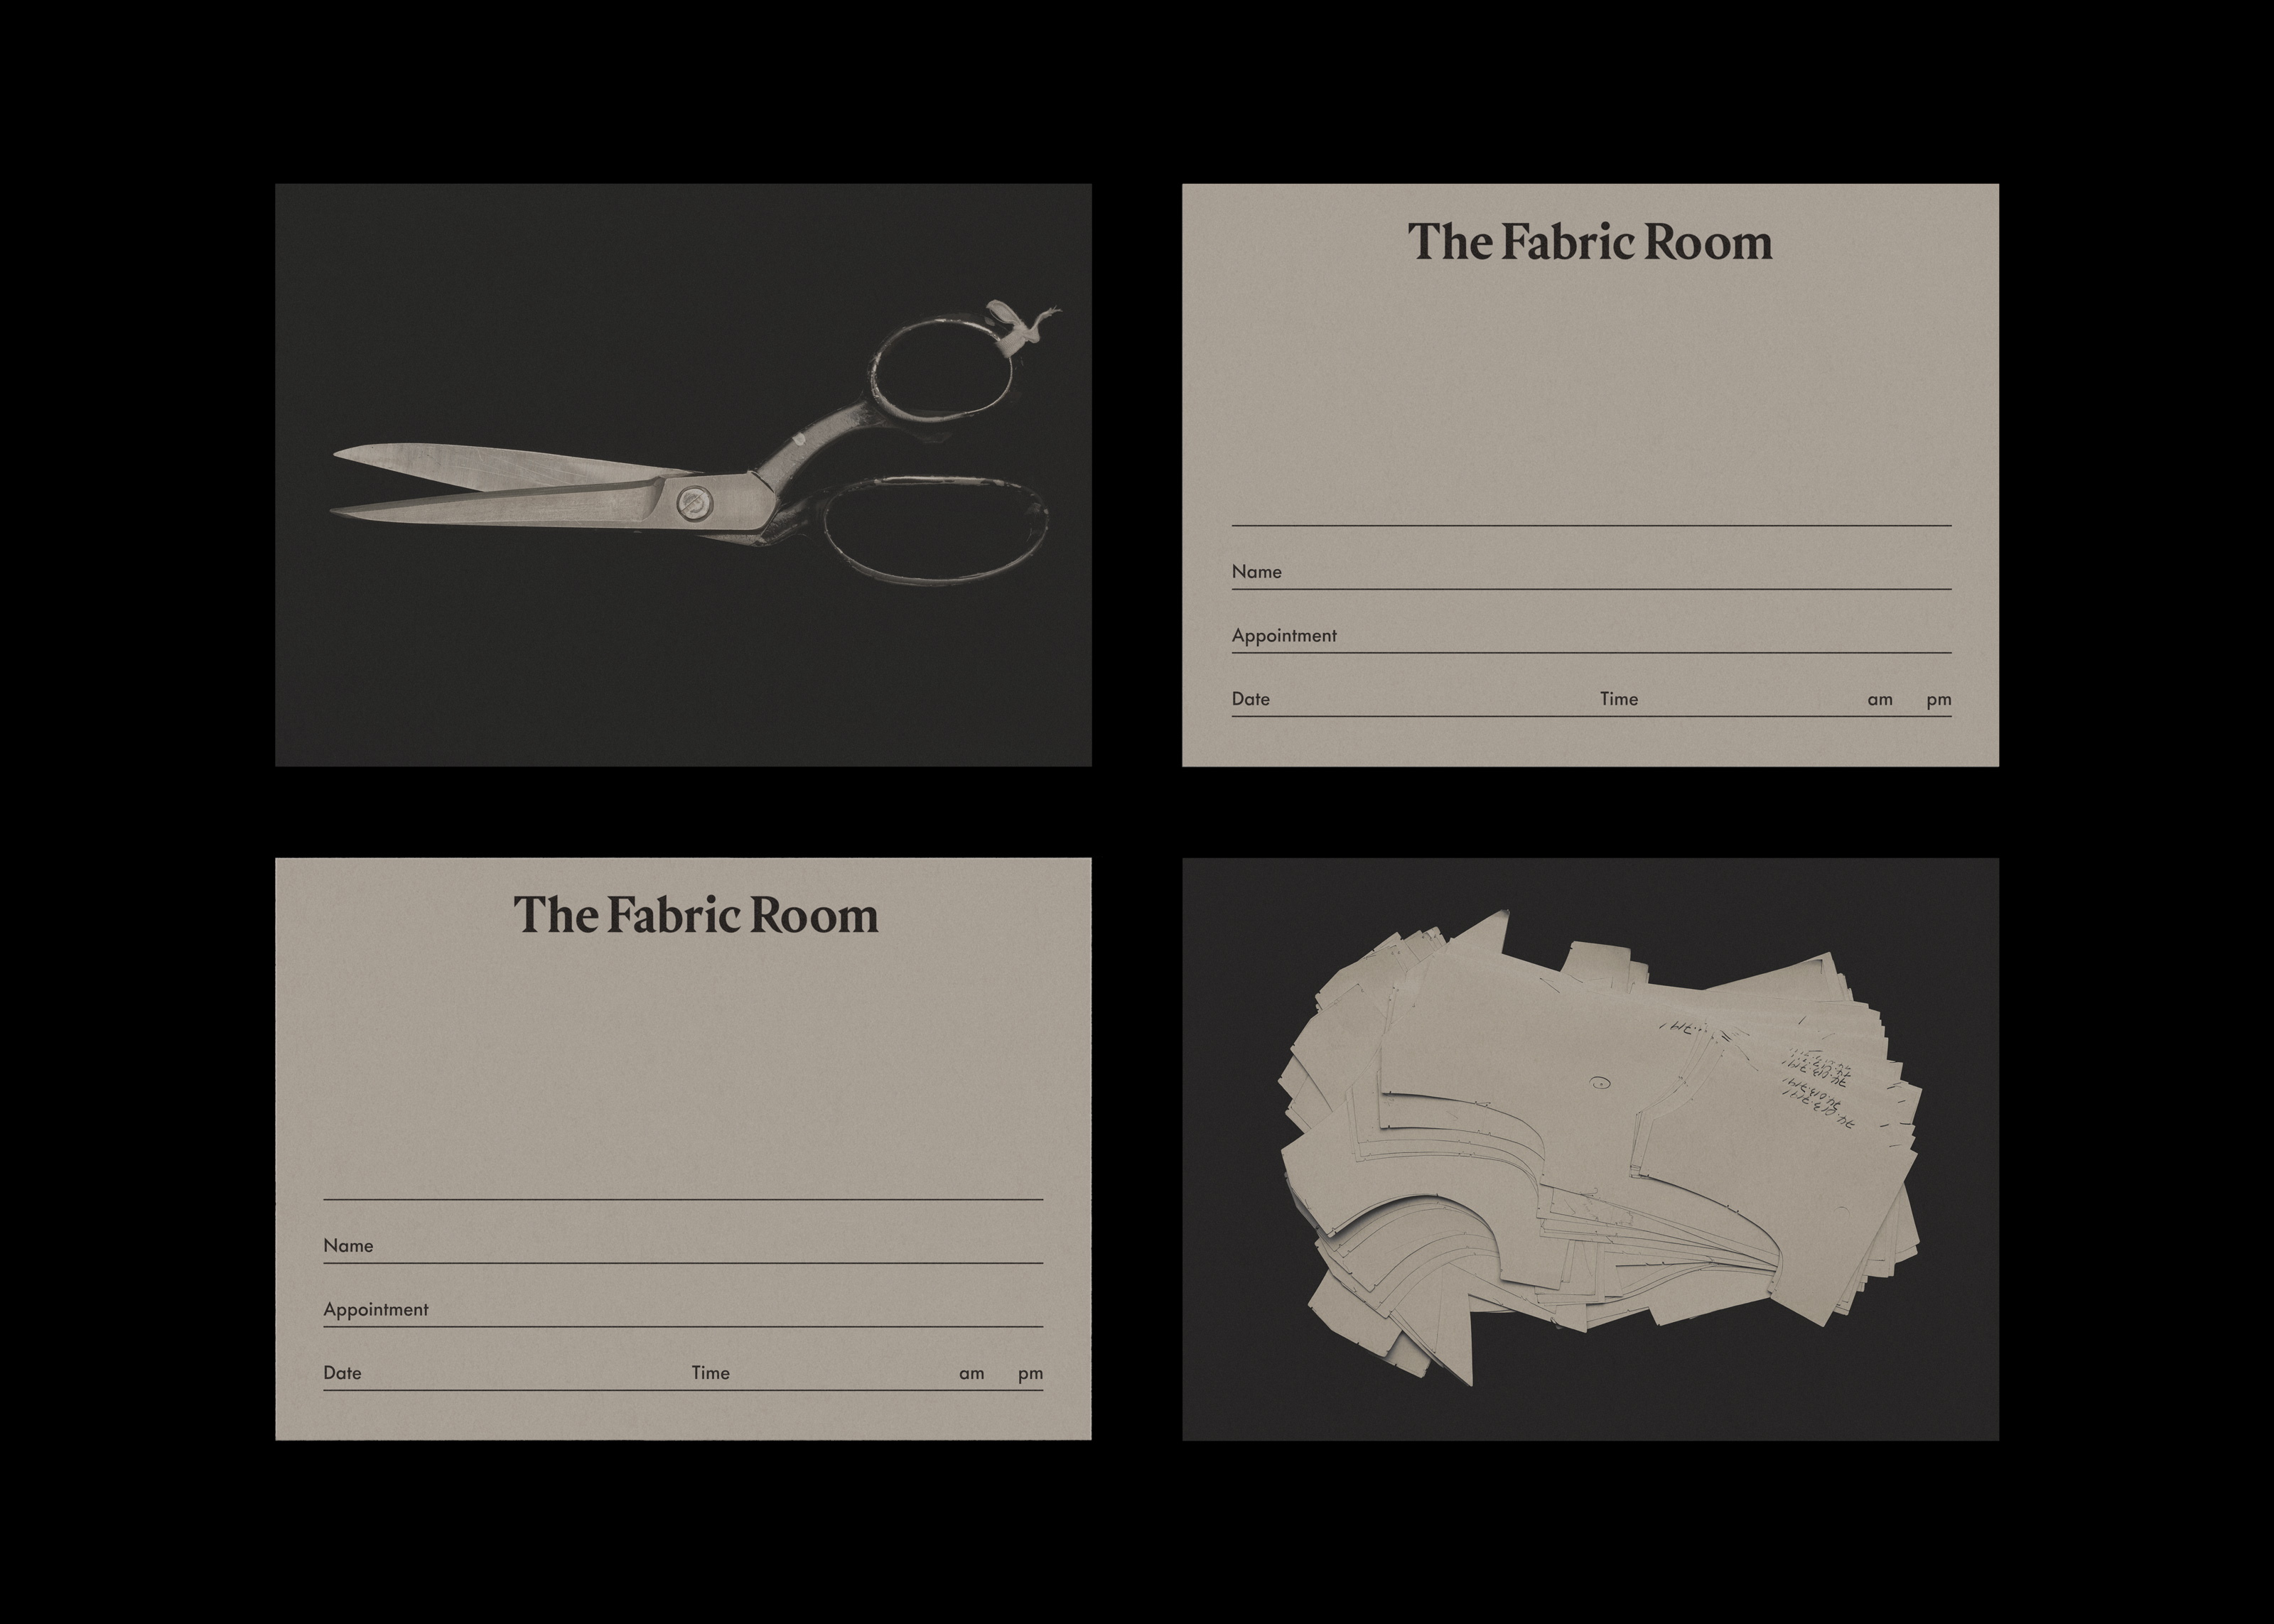 The Fabric Room
Name
Appointment
Date Time am pm
The Fabric Room
Name
Appointment
Date Time am pm